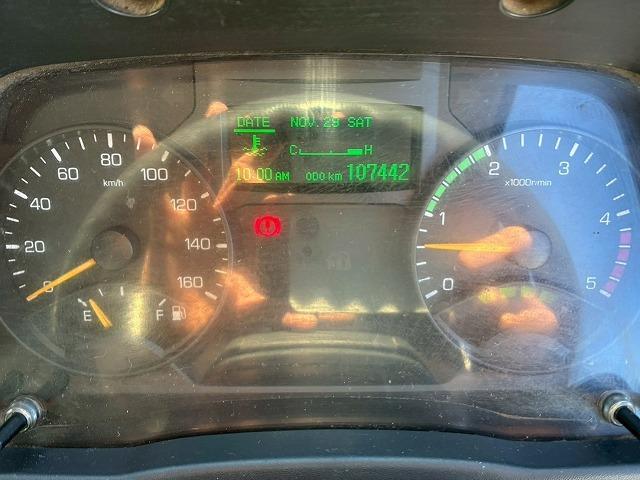 DATE NOV.29 SAT
C H
10:00 AM ODO km 107442
0 20 40 60 80 100 120 140 160
km/h
E F
0 1 2 3 4 5
x1000r/min